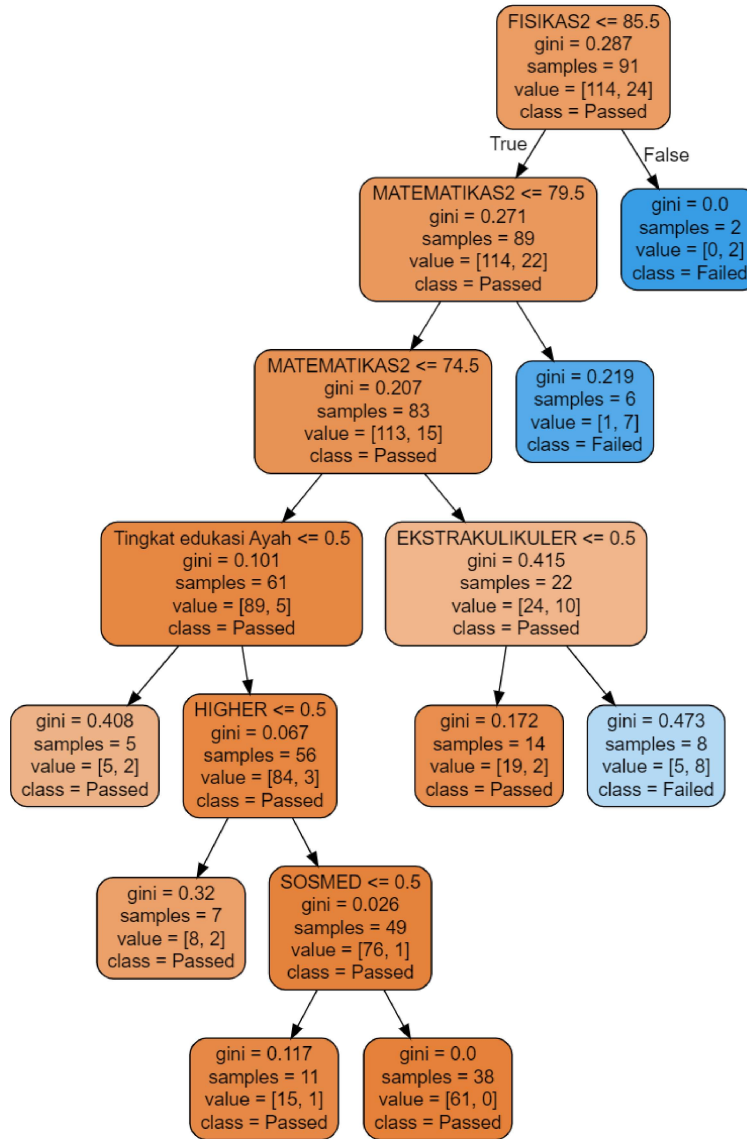 FISIKAS2 <= 85.5
gini = 0.287
samples = 91
value = [114, 24]
class = Passed
True
False
MATEMATIKAS2 <= 79.5
gini = 0.271
samples = 89
value = [114, 22]
class = Passed
gini = 0.0
samples = 2
value = [0, 2]
class = Failed
MATEMATIKAS2 <= 74.5
gini = 0.207
samples = 83
value = [113, 15]
class = Passed
gini = 0.219
samples = 6
value = [1, 7]
class = Failed
Tingkat edukasi Ayah <= 0.5
gini = 0.101
samples = 61
value = [89, 5]
class = Passed
EKSTRAKULIKULER <= 0.5
gini = 0.415
samples = 22
value = [24, 10]
class = Passed
gini = 0.408
samples = 5
value = [5, 2]
class = Passed
HIGHER <= 0.5
gini = 0.067
samples = 56
value = [84, 3]
class = Passed
gini = 0.172
samples = 14
value = [19, 2]
class = Passed
gini = 0.473
samples = 8
value = [5, 8]
class = Failed
gini = 0.32
samples = 7
value = [8, 2]
class = Passed
SOSMED <= 0.5
gini = 0.026
samples = 49
value = [76, 1]
class = Passed
gini = 0.117
samples = 11
value = [15, 1]
class = Passed
gini = 0.0
samples = 38
value = [61, 0]
class = Passed